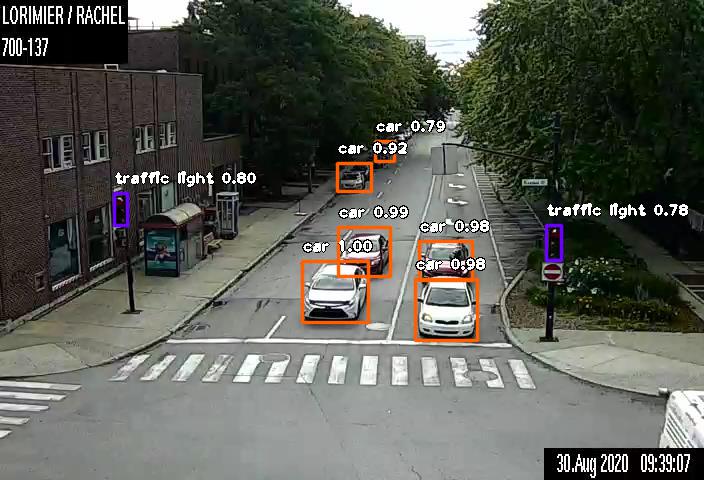 LORIMIER / RACHEL
700-137
car 0.79
car 0.92
traffic light 0.80
car 0.99
traffic light 0.78
car 0.98
car 1.00
car 0.98
30.Aug 2020 09:39:07